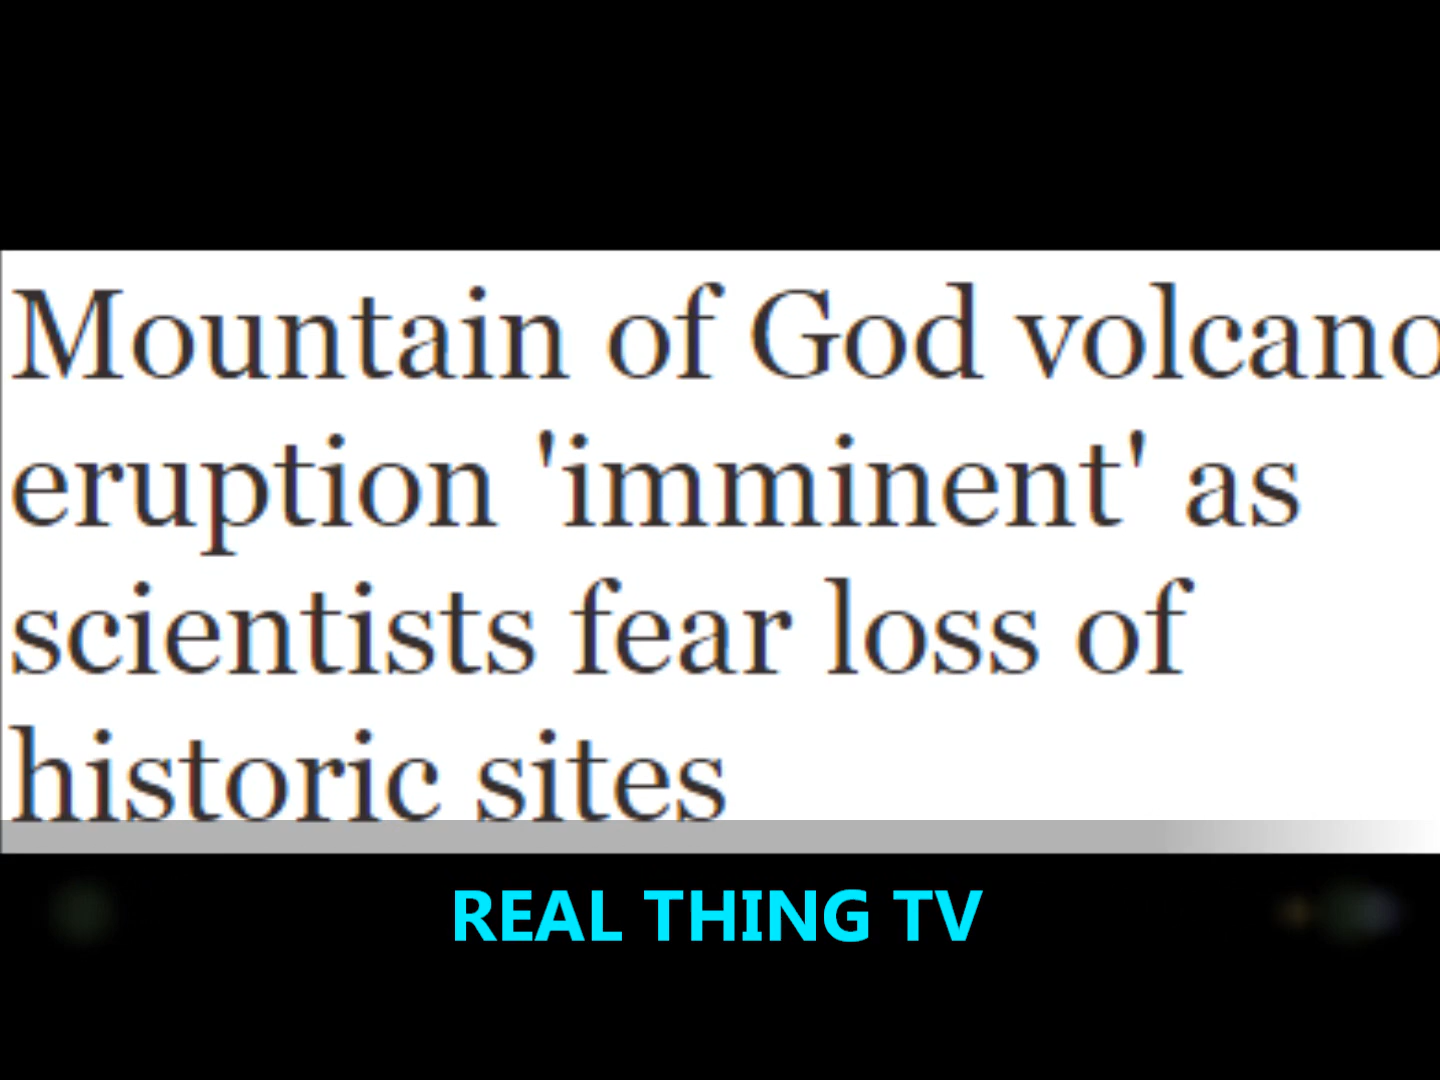 Mountain of God volcano
eruption 'imminent' as
scientists fear loss of
historic sites
REAL THING TV